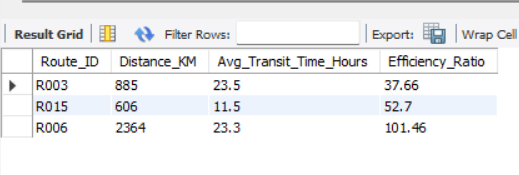 Result Grid Filter Rows: Export: Wrap Cell
Route_ID Distance_KM Avg_Transit_Time_Hours Efficiency_Ratio
R003 885 23.5 37.66
R015 606 11.5 52.7
R006 2364 23.3 101.46